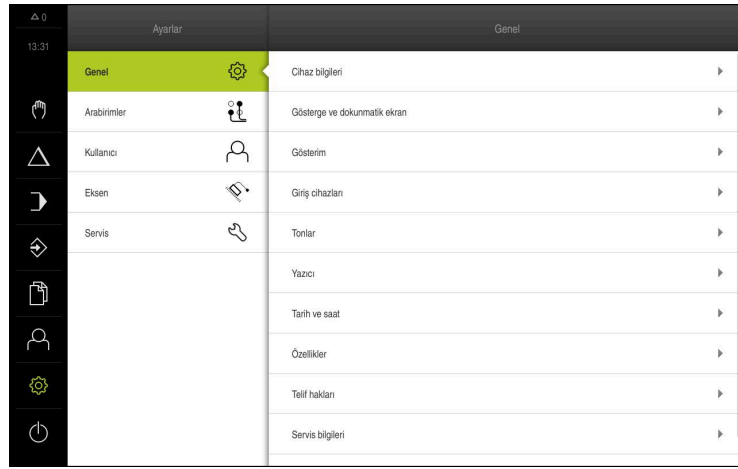 0
13:31
Ayarlar
Genel
Genel
Arabirimler
Kullanıcı
Eksen
Servis
Cihaz bilgileri
Gösterge ve dokunmatik ekran
Gösterim
Giriş cihazları
Tonlar
Yazıcı
Tarih ve saat
Özellikler
Telif hakları
Servis bilgileri